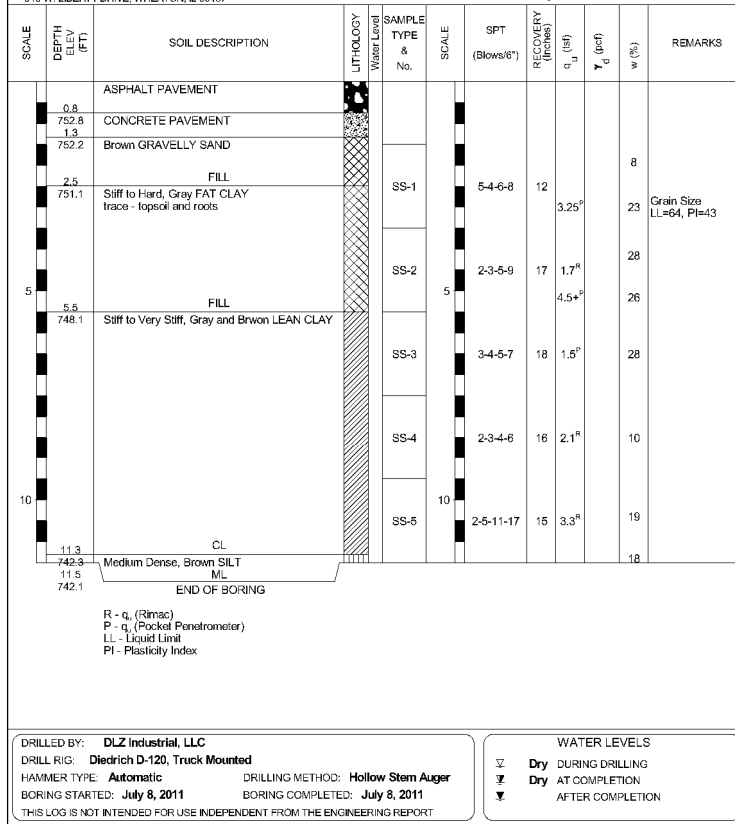 SCALE
DEPTH ELEV (FT)
SOIL DESCRIPTION
LITHOLOGY
Water Level
SAMPLE TYPE & No.
SCALE
SPT (Blows/6")
RECOVERY (Inches)
q u (tsf)
γ d (pcf)
w (%)
REMARKS
ASPHALT PAVEMENT
0.8
752.8 CONCRETE PAVEMENT
1.3
752.2 Brown GRAVELLY SAND
8
2.5 FILL
751.1 Stiff to Hard, Gray FAT CLAY
trace - topsoil and roots
SS-1 5-4-6-8 12
3.25P 23 Grain Size
LL=64, PI=43
28
SS-2 2-3-5-9 17 1.7R
5 5 4.5+P 26
5.5 FILL
748.1 Stiff to Very Stiff, Gray and Brwon LEAN CLAY
SS-3 3-4-5-7 18 1.5P 28
SS-4 2-3-4-6 16 2.1R 10
10 10
SS-5 2-5-11-17 15 3.3R 19
11.3 CL
18
742.3 Medium Dense, Brown SILT
11.5 ML
742.1 END OF BORING
R - qu (Rimac)
P - qu (Pocket Penetrometer)
LL - Liquid Limit
PI - Plasticity Index
DRILLED BY: DLZ Industrial, LLC
DRILL RIG: Diedrich D-120, Truck Mounted
HAMMER TYPE: Automatic DRILLING METHOD: Hollow Stem Auger
BORING STARTED: July 8, 2011 BORING COMPLETED: July 8, 2011
THIS LOG IS NOT INTENDED FOR USE INDEPENDENT FROM THE ENGINEERING REPORT
WATER LEVELS
Dry DURING DRILLING
Dry AT COMPLETION
AFTER COMPLETION